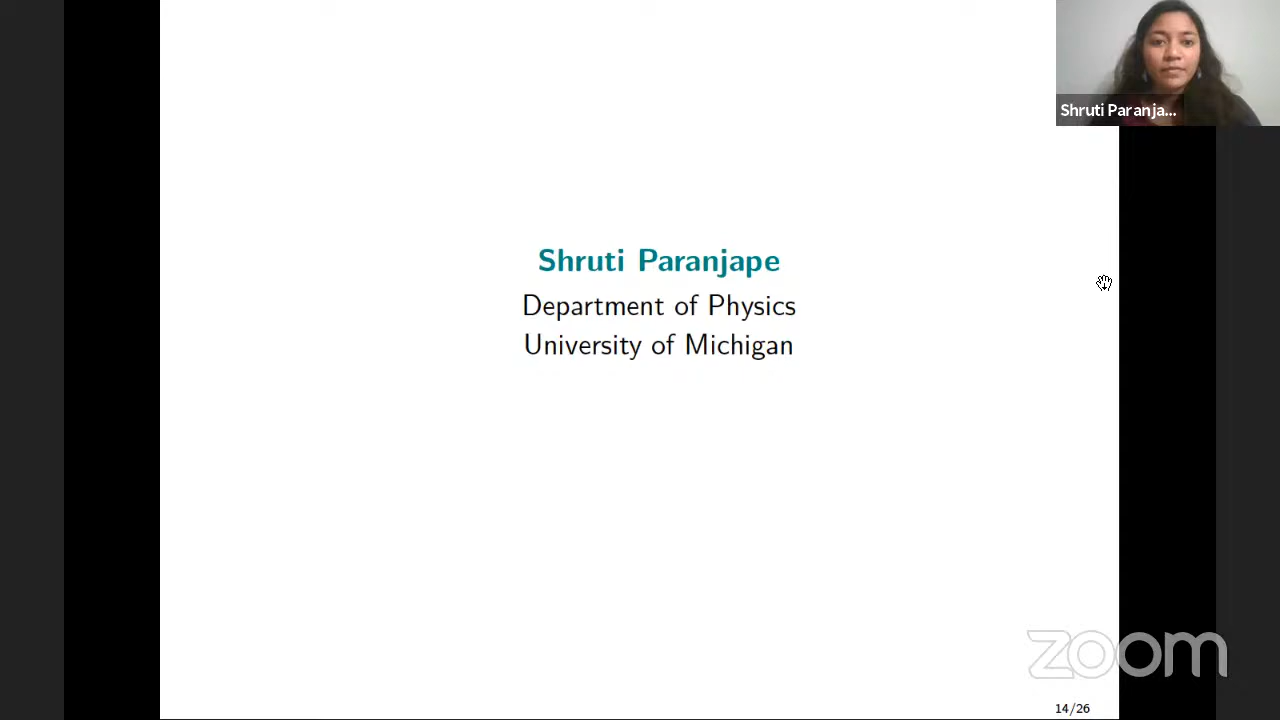 Shruti Paranja...
Shruti Paranjape
Department of Physics
University of Michigan
zoom
14/26